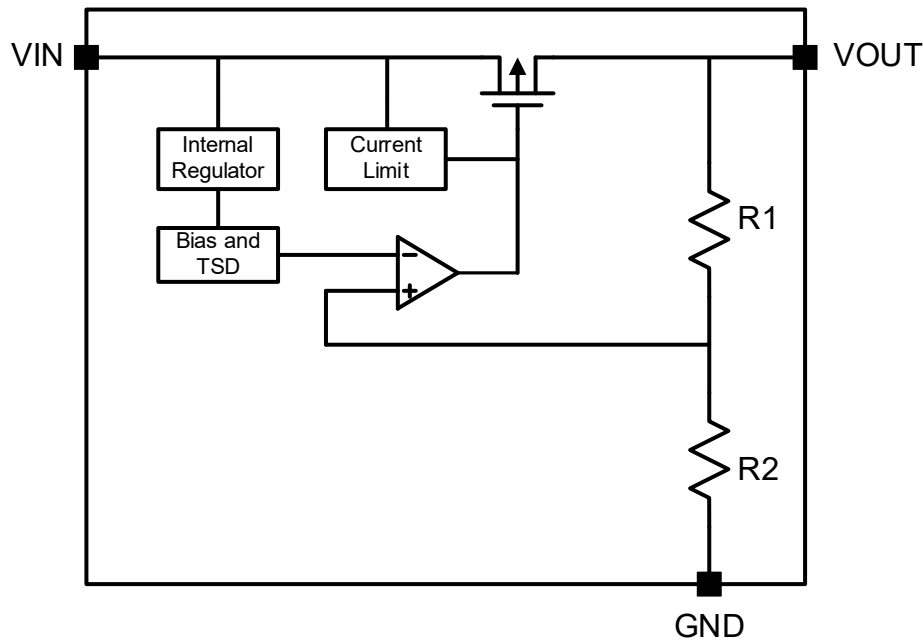 VIN
VOUT
Internal
Regulator
Current
Limit
R1
Bias and
TSD
−
+
R2
GND